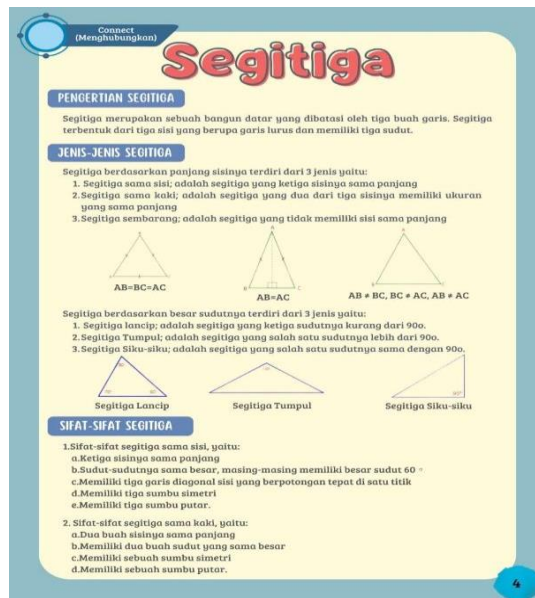 Connect
(Menghubungkan)
Segitiga
PENGERTIAN SEGITIGA
Segitiga merupakan sebuah bangun datar yang dibatasi oleh tiga buah garis. Segitiga
terbentuk dari tiga sisi yang berupa garis lurus dan memiliki tiga sudut.
JENIS-JENIS SEGITIGA
Segitiga berdasarkan panjang sisinya terdiri dari 3 jenis yaitu:
1. Segitiga sama sisi; adalah segitiga yang ketiga sisinya sama panjang
2.Segitiga sama kaki; adalah segitiga yang dua dari tiga sisinya memiliki ukuran
yang sama panjang
3.Segitiga sembarang; adalah segitiga yang tidak memiliki sisi sama panjang
AB=BC=AC
AB=AC
AB ≠ BC, BC ≠ AC, AB ≠ AC
Segitiga berdasarkan besar sudutnya terdiri dari 3 jenis yaitu:
1. Segitiga lancip; adalah segitiga yang ketiga sudutnya kurang dari 90o.
2.Segitiga Tumpul; adalah segitiga yang salah satu sudutnya lebih dari 90o.
3.Segitiga Siku-siku; adalah segitiga yang salah satu sudutnya sama dengan 90o.
Segitiga Lancip
Segitiga Tumpul
Segitiga Siku-siku
SIFAT-SIFAT SEGITIGA
1.Sifat-sifat segitiga sama sisi, yaitu:
a.Ketiga sisinya sama panjang
b.Sudut-sudutnya sama besar, masing-masing memiliki besar sudut 60 °
c.Memiliki tiga garis diagonal sisi yang berpotongan tepat di satu titik
d.Memiliki tiga sumbu simetri
e.Memiliki tiga sumbu putar.
2. Sifat-sifat segitiga sama kaki, yaitu:
a.Dua buah sisinya sama panjang
b.Memiliki dua buah sudut yang sama besar
c.Memiliki sebuah sumbu simetri
d.Memiliki sebuah sumbu putar.
4